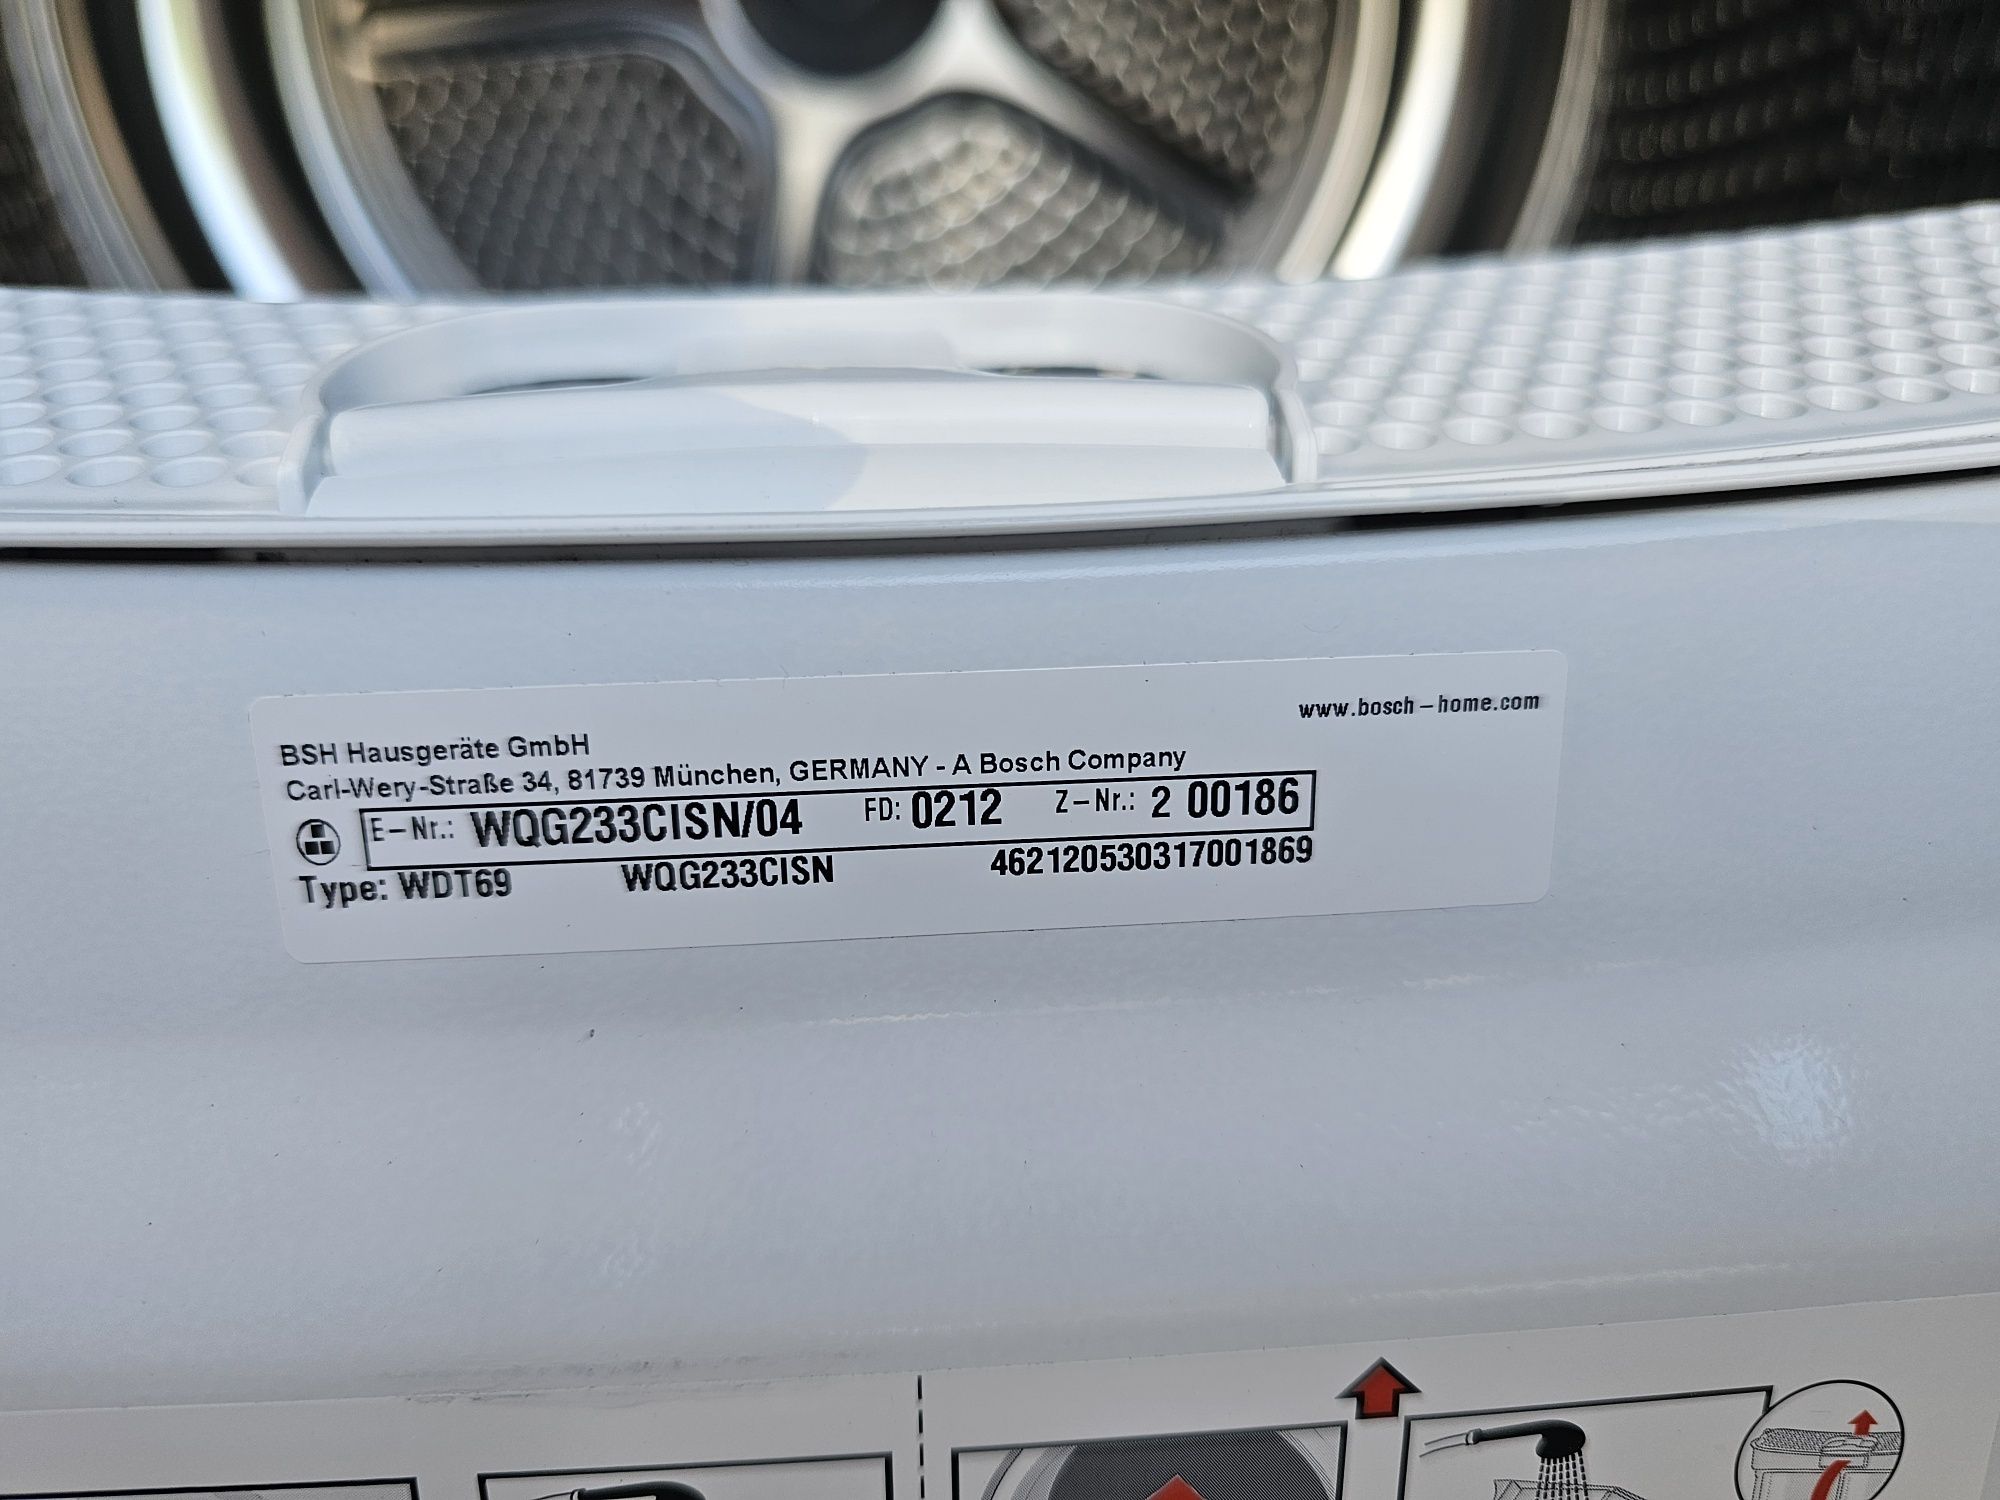 www.bosch-home.com
BSH Hausgeräte GmbH
Carl-Wery-Straße 34, 81739 München, GERMANY - A Bosch Company
E-Nr.: WQG233CISN/04 FD: 0212 Z-Nr.: 2 00186
Type: WDT69 WQG233CISN 462120530317001869